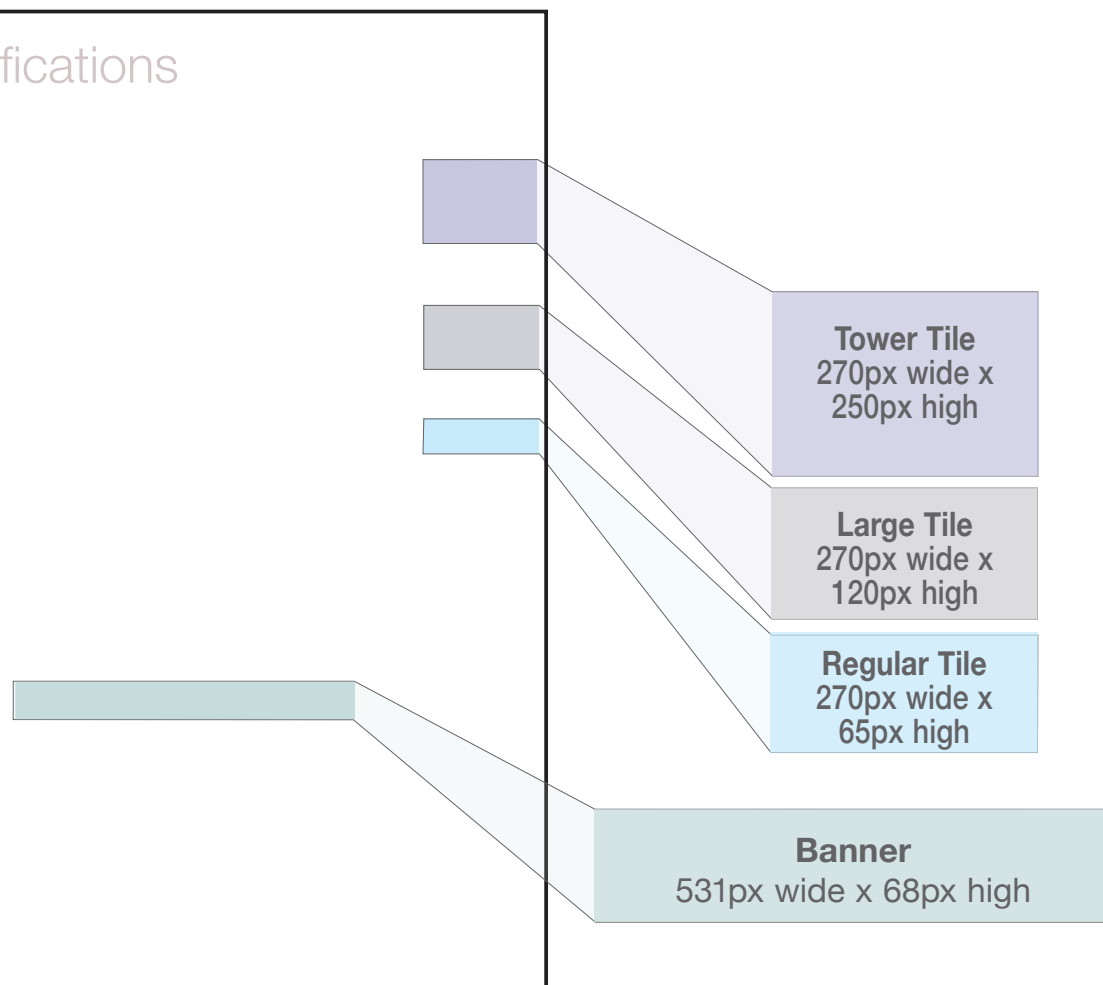 fications
Tower Tile
270px wide x
250px high
Large Tile
270px wide x
120px high
Regular Tile
270px wide x
65px high
Banner
531px wide x 68px high